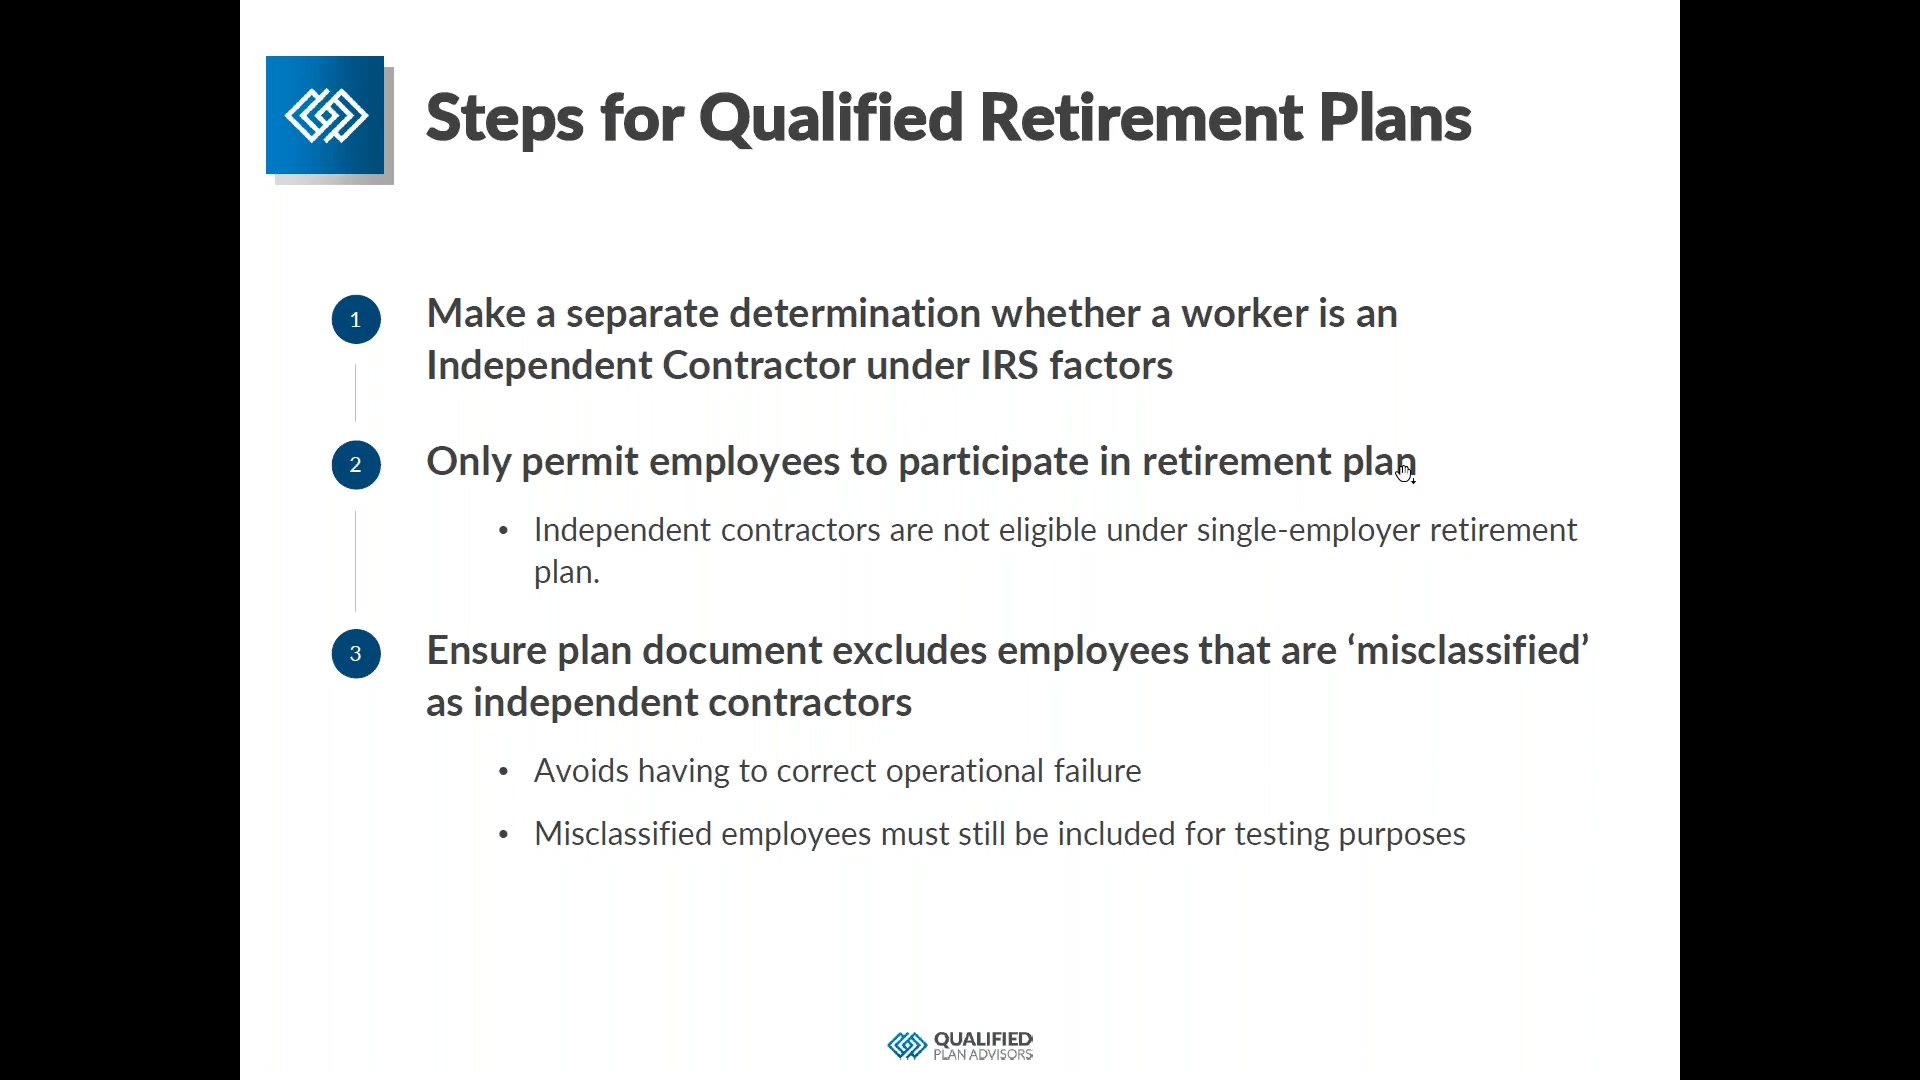 Steps for Qualified Retirement Plans
1
Make a separate determination whether a worker is an
Independent Contractor under IRS factors
2
Only permit employees to participate in retirement plan
• Independent contractors are not eligible under single-employer retirement
plan.
3
Ensure plan document excludes employees that are ‘misclassified’
as independent contractors
• Avoids having to correct operational failure
• Misclassified employees must still be included for testing purposes
QUALIFIED
PLAN ADVISORS